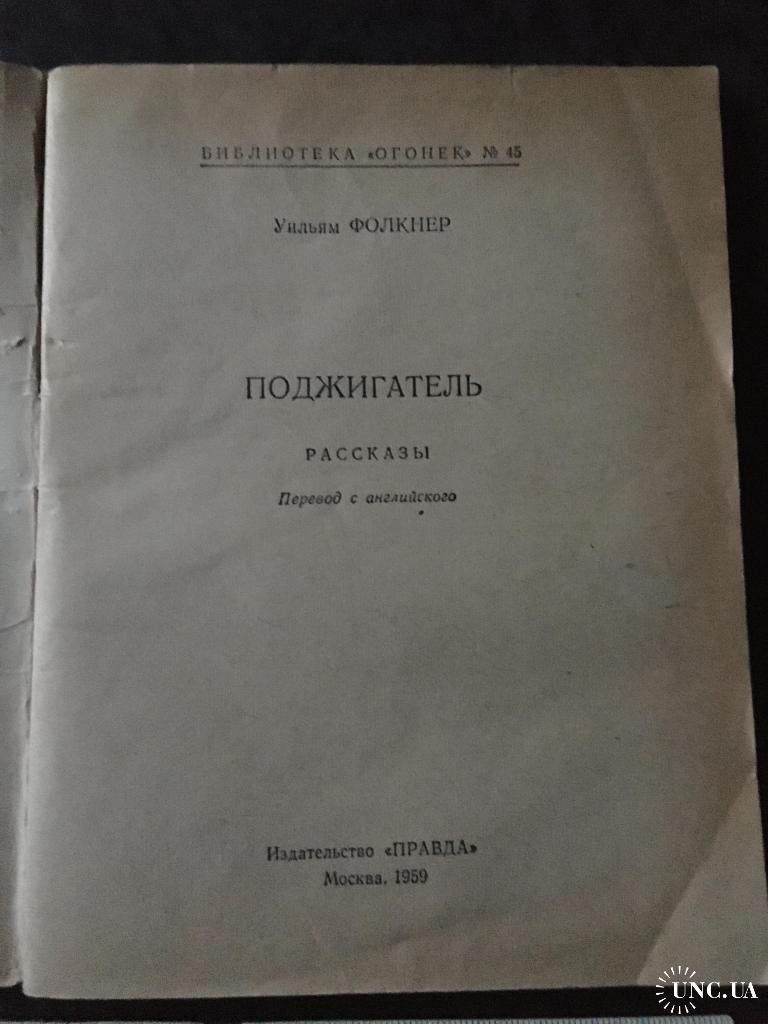 БИБЛИОТЕКА «ОГОНЕК» № 45
Уильям ФОЛКНЕР
ПОДЖИГАТЕЛЬ
РАССКАЗЫ
Перевод с английского
Издательство «ПРАВДА»
Москва. 1959
UNC.UA